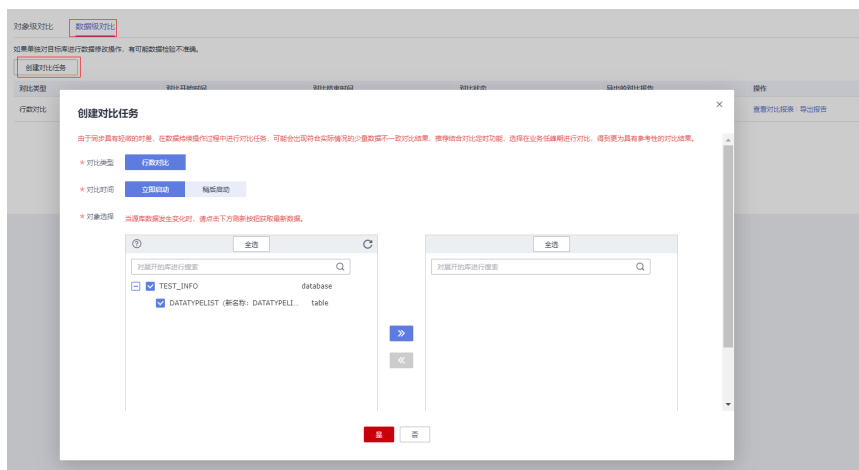 对象级对比 数据级对比
如果单独对目标库进行数据修改操作，有可能数据检验不准确。
创建对比任务
对比类型 对比开始时间 对比结束时间 对比状态 导出的对比报告 操作
行数对比 查看对比报表 导出报告
创建对比任务 ×
由于同步具有轻微的时差，在数据持续操作过程中进行对比任务，可能会出现符合实际情况的少量数据不一致对比结果，推荐结合对比定时功能，选择在业务低峰期进行对比，得到更为具有参考性的对比结果。
* 对比类型 行数对比
* 对比时间 立即启动 稍后启动
* 对象选择 当源库数据发生变化时，请点击下方刷新按钮获取最新数据。
全选 全选
对展开的库进行搜索 对展开的库进行搜索
TEST_INFO database
DATATYPELIST（新名称：DATATYPELI... table
是 否